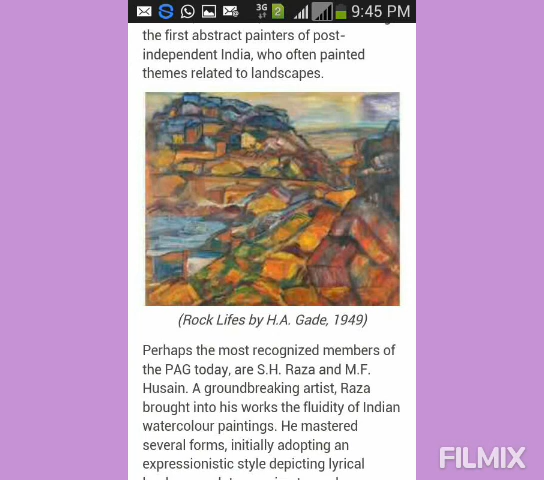 3G
2
9:45 PM
the first abstract painters of post-
independent India, who often painted
themes related to landscapes.
(Rock Lifes by H.A. Gade, 1949)
Perhaps the most recognized members of
the PAG today, are S.H. Raza and M.F.
Husain. A groundbreaking artist, Raza
brought into his works the fluidity of Indian
watercolour paintings. He mastered
several forms, initially adopting an
expressionistic style depicting lyrical
FILMIX